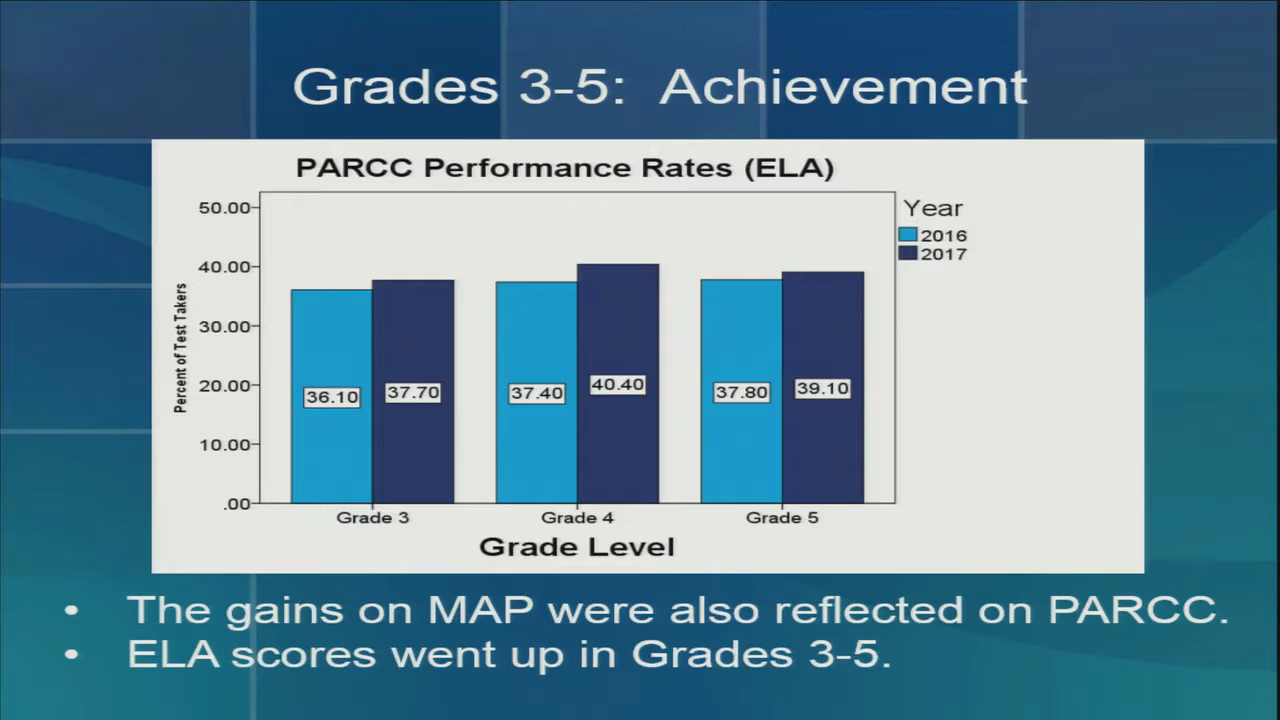 Grades 3-5: Achievement
PARCC Performance Rates (ELA)
Year
2016
2017
Percent of Test Takers
50.00
40.00
30.00
20.00
10.00
.00
36.10
37.70
37.40
40.40
37.80
39.10
Grade 3
Grade 4
Grade 5
Grade Level
• The gains on MAP were also reflected on PARCC.
• ELA scores went up in Grades 3-5.